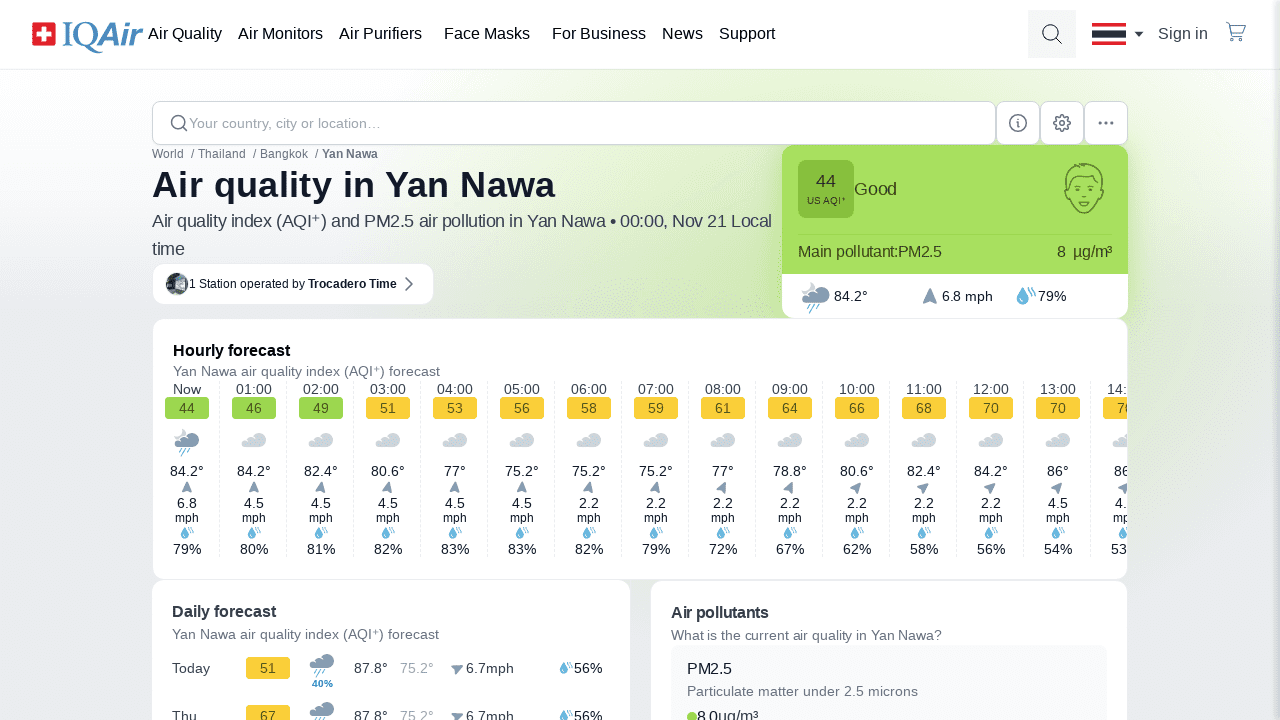 IQAir Air Quality Air Monitors Air Purifiers Face Masks For Business News Support Sign in
Your country, city or location…
World / Thailand / Bangkok / Yan Nawa
Air quality in Yan Nawa
Air quality index (AQI⁺) and PM2.5 air pollution in Yan Nawa • 00:00, Nov 21 Local
time
1 Station operated by Trocadero Time
44
US AQI⁺
Good
Main pollutant: PM2.5 8 µg/m³
84.2° 6.8 mph 79%
Hourly forecast
Yan Nawa air quality index (AQI⁺) forecast
Now 01:00 02:00 03:00 04:00 05:00 06:00 07:00 08:00 09:00 10:00 11:00 12:00 13:00
44 46 49 51 53 56 58 59 61 64 66 68 70 70
84.2° 84.2° 82.4° 80.6° 77° 75.2° 75.2° 75.2° 77° 78.8° 80.6° 82.4° 84.2° 86°
6.8 4.5 4.5 4.5 4.5 4.5 2.2 2.2 2.2 2.2 2.2 2.2 2.2 4.5
mph mph mph mph mph mph mph mph mph mph mph mph mph mph
79% 80% 81% 82% 83% 83% 82% 79% 72% 67% 62% 58% 56% 54%
Daily forecast
Yan Nawa air quality index (AQI⁺) forecast
Today 51 40% 87.8° 75.2° 6.7mph 56%
Thu 67 87.8° 75.2° 6.7mph 56%
Air pollutants
What is the current air quality in Yan Nawa?
PM2.5
Particulate matter under 2.5 microns
8.0µg/m³